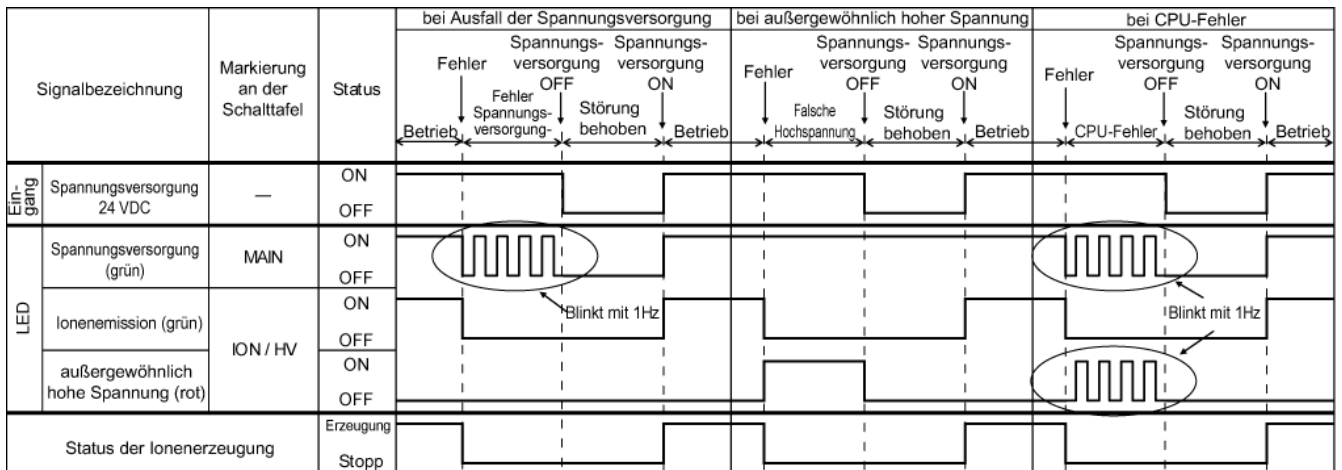 Signalbezeichnung
Markierung
an der
Schalttafel
Status
bei Ausfall der Spannungsversorgung
Fehler
Spannungs-
versorgung
OFF
Spannungs-
versorgung
ON
Betrieb
Fehler
Spannungs-
versorgung-
Störung
behoben
Betrieb
bei außergewöhnlich hoher Spannung
Fehler
Spannungs-
versorgung
OFF
Spannungs-
versorgung
ON
Falsche
Hochspannung
Störung
behoben
Betrieb
bei CPU-Fehler
Fehler
Spannungs-
versorgung
OFF
Spannungs-
versorgung
ON
CPU-Fehler
Störung
behoben
Betrieb
Ein-
gang
Spannungsversorgung
24 VDC
—
ON
OFF
LED
Spannungsversorgung
(grün)
MAIN
ON
OFF
Ionenemission (grün)
ION / HV
ON
OFF
Blinkt mit 1Hz
Blinkt mit 1Hz
außergewöhnlich
hohe Spannung (rot)
ON
OFF
Status der Ionenerzeugung
Erzeugung
Stopp